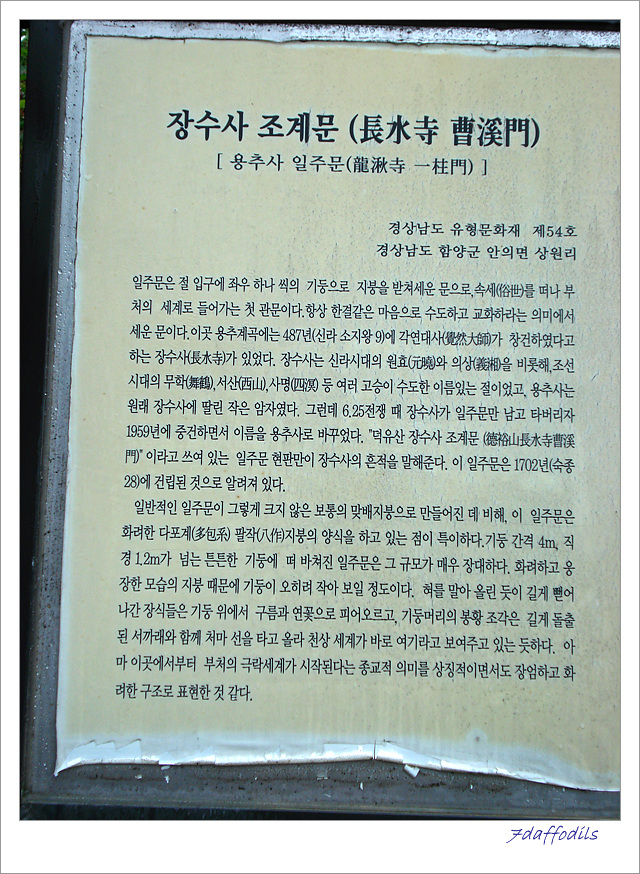 장수사 조계문 (長水寺 曹溪門)
[ 용추사 일주문(龍湫寺 一柱門) ]
경상남도 유형문화재 제54호
경상남도 함양군 안의면 상원리
일주문은 절 입구에 좌우 하나 씩의 기둥으로 지붕을 받쳐세운 문으로,속세(俗世)를 떠나 부
처의 세계로 들어가는 첫 관문이다.항상 한결같은 마음으로 수도하고 교화하라는 의미에서
세운 문이다.이곳 용추계곡에는 487년(신라 소지왕 9)에 각연대사(覺然大師)가 창건하였다고
하는 장수사(長水寺)가 있었다. 장수사는 신라시대의 원효(元曉)와 의상(義湘)을 비롯해,조선
시대의 무학(舞鶴),서산(西山),사명(四溟) 등 여러 고승이 수도한 이름있는 절이었고, 용추사는
원래 장수사에 딸린 작은 암자였다. 그런데 6.25전쟁 때 장수사가 일주문만 남고 타버리자
1959년에 중건하면서 이름을 용추사로 바꾸었다. "덕유산 장수사 조계문 (德裕山長水寺曹溪
門)" 이라고 쓰여 있는 일주문 현판만이 장수사의 흔적을 말해준다. 이 일주문은 1702년(숙종
28)에 건립된 것으로 알려져 있다.
일반적인 일주문이 그렇게 크지 않은 보통의 맞배지붕으로 만들어진 데 비해, 이 일주문은
화려한 다포계(多包系) 팔작(八作)지붕의 양식을 하고 있는 점이 특이하다.기둥 간격 4m, 직
경 1.2m가 넘는 튼튼한 기둥에 떠 바쳐진 일주문은 그 규모가 매우 장대하다. 화려하고 웅
장한 모습의 지붕 때문에 기둥이 오히려 작아 보일 정도이다. 혀를 말아 올린 듯이 길게 뻗어
나간 장식들은 기둥 위에서 구름과 연꽃으로 피어오르고, 기둥머리의 봉황 조각은 길게 돌출
된 서까래와 함께 처마 선을 타고 올라 천상 세계가 바로 여기라고 보여주고 있는 듯하다. 아
마 이곳에서부터 부처의 극락세계가 시작된다는 종교적 의미를 상징적이면서도 장엄하고 화
려한 구조로 표현한 것 같다.
7daffodils